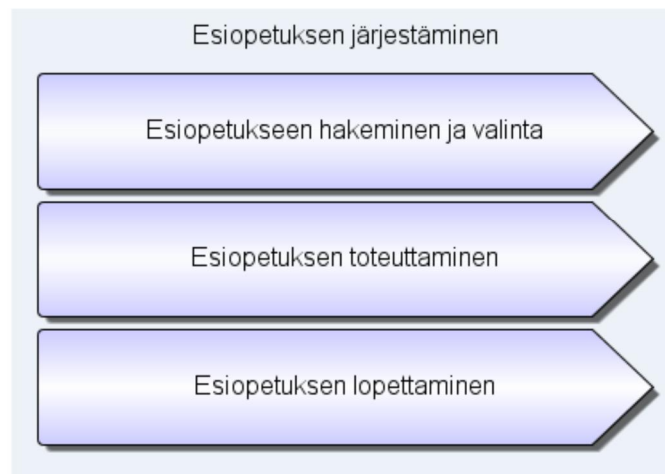 Esiopetuksen järjestäminen
Esiopetukseen hakeminen ja valinta
Esiopetuksen toteuttaminen
Esiopetuksen lopettaminen